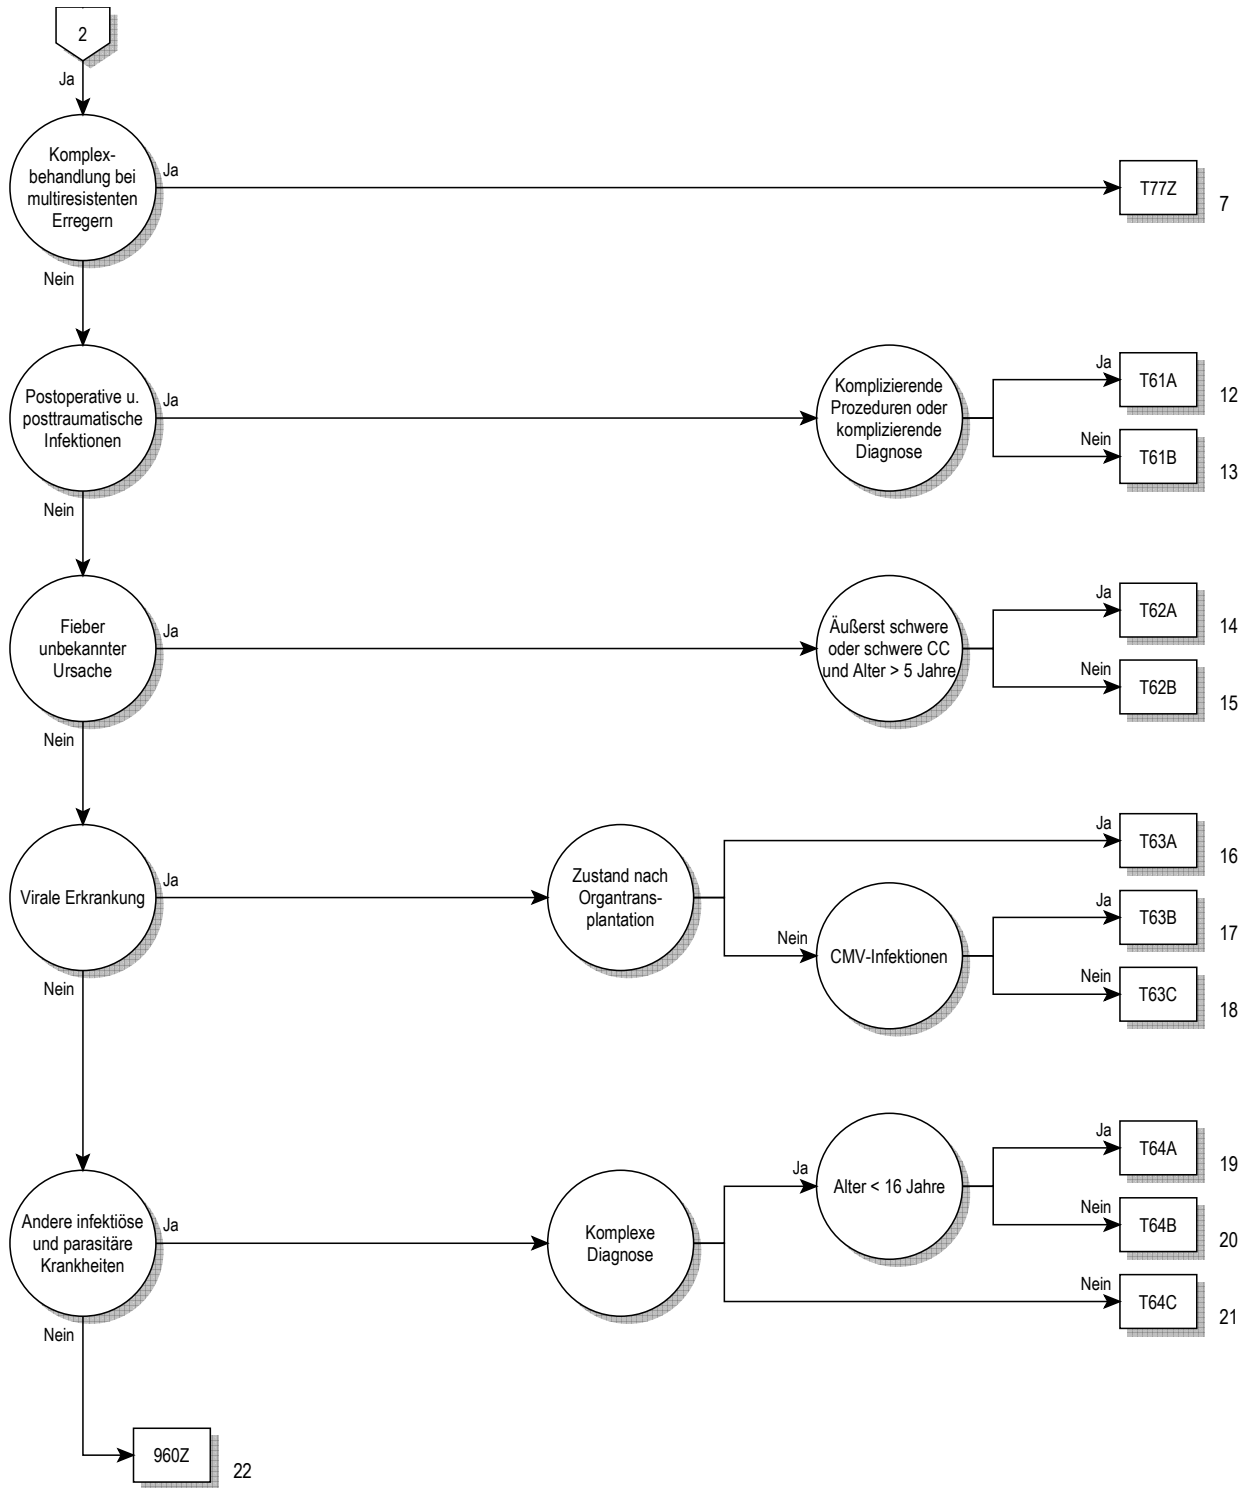 2
Ja
Komplex-
behandlung bei
multiresistenten
Erregern
Ja
T77Z
7
Nein
Postoperative u.
posttraumatische
Infektionen
Ja
Komplizierende
Prozeduren oder
komplizierende
Diagnose
Ja
T61A
12
Nein
T61B
13
Nein
Fieber
unbekannter
Ursache
Ja
Äußerst schwere
oder schwere CC
und Alter > 5 Jahre
Ja
T62A
14
Nein
T62B
15
Nein
Virale Erkrankung
Ja
Zustand nach
Organtrans-
plantation
Ja
T63A
16
Nein
CMV-Infektionen
Ja
T63B
17
Nein
T63C
18
Nein
Andere infektiöse
und parasitäre
Krankheiten
Ja
Komplexe
Diagnose
Ja
Alter < 16 Jahre
Ja
T64A
19
Nein
T64B
20
Nein
T64C
21
Nein
960Z
22